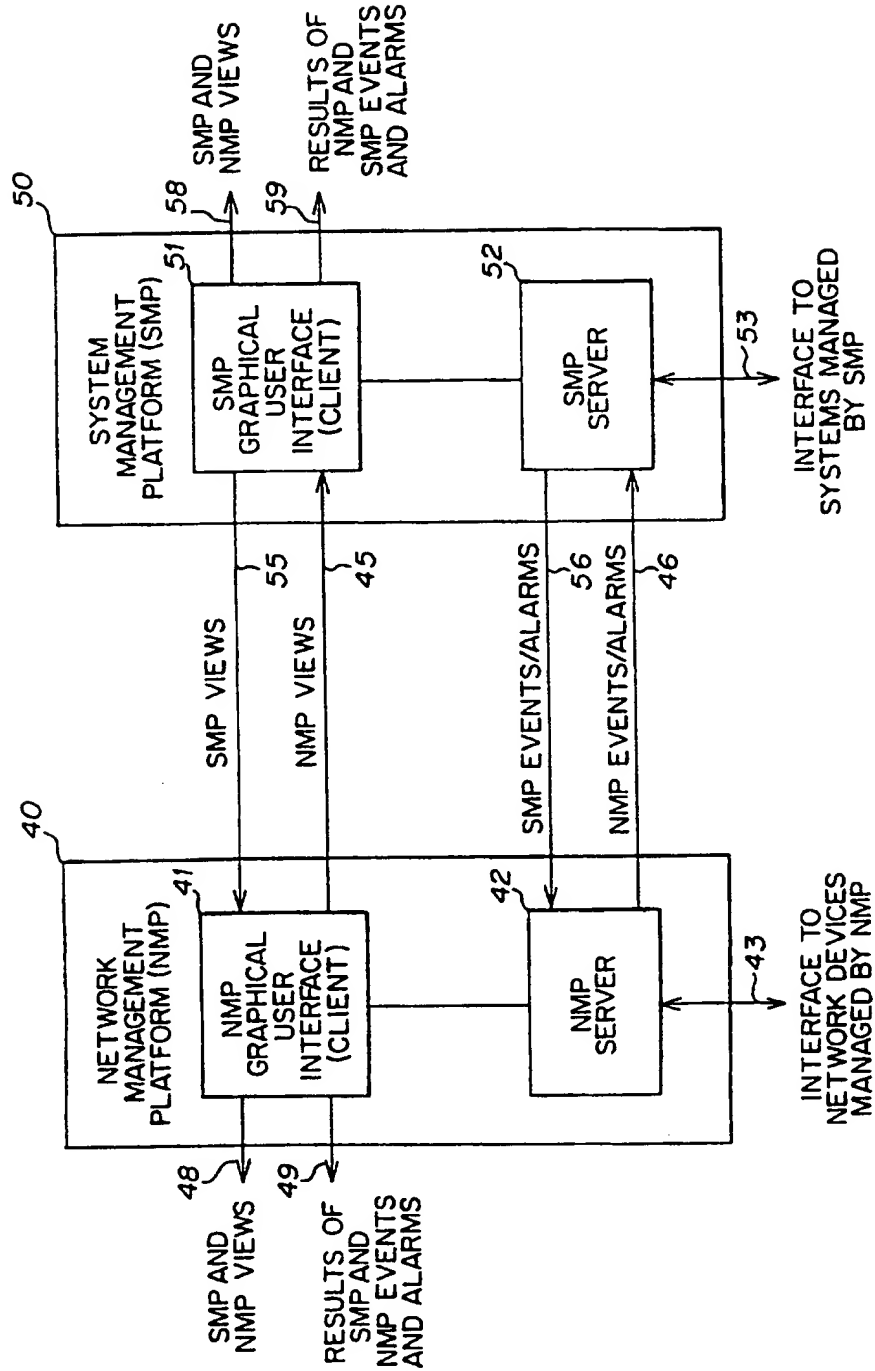 40
NETWORK
MANAGEMENT
PLATFORM (NMP)
41
NMP
GRAPHICAL
USER
INTERFACE
(CLIENT)
48
SMP AND
NMP VIEWS
49
RESULTS OF
SMP AND
NMP EVENTS
AND ALARMS
42
NMP
SERVER
43
INTERFACE TO
NETWORK DEVICES
MANAGED BY NMP
SMP VIEWS
55
NMP VIEWS
45
SMP EVENTS/ALARMS
56
NMP EVENTS/ALARMS
46
50
SYSTEM
MANAGEMENT
PLATFORM (SMP)
51
SMP
GRAPHICAL
USER
INTERFACE
(CLIENT)
58
SMP AND
NMP VIEWS
59
RESULTS OF
NMP AND
SMP EVENTS
AND ALARMS
52
SMP
SERVER
53
INTERFACE TO
SYSTEMS MANAGED
BY SMP